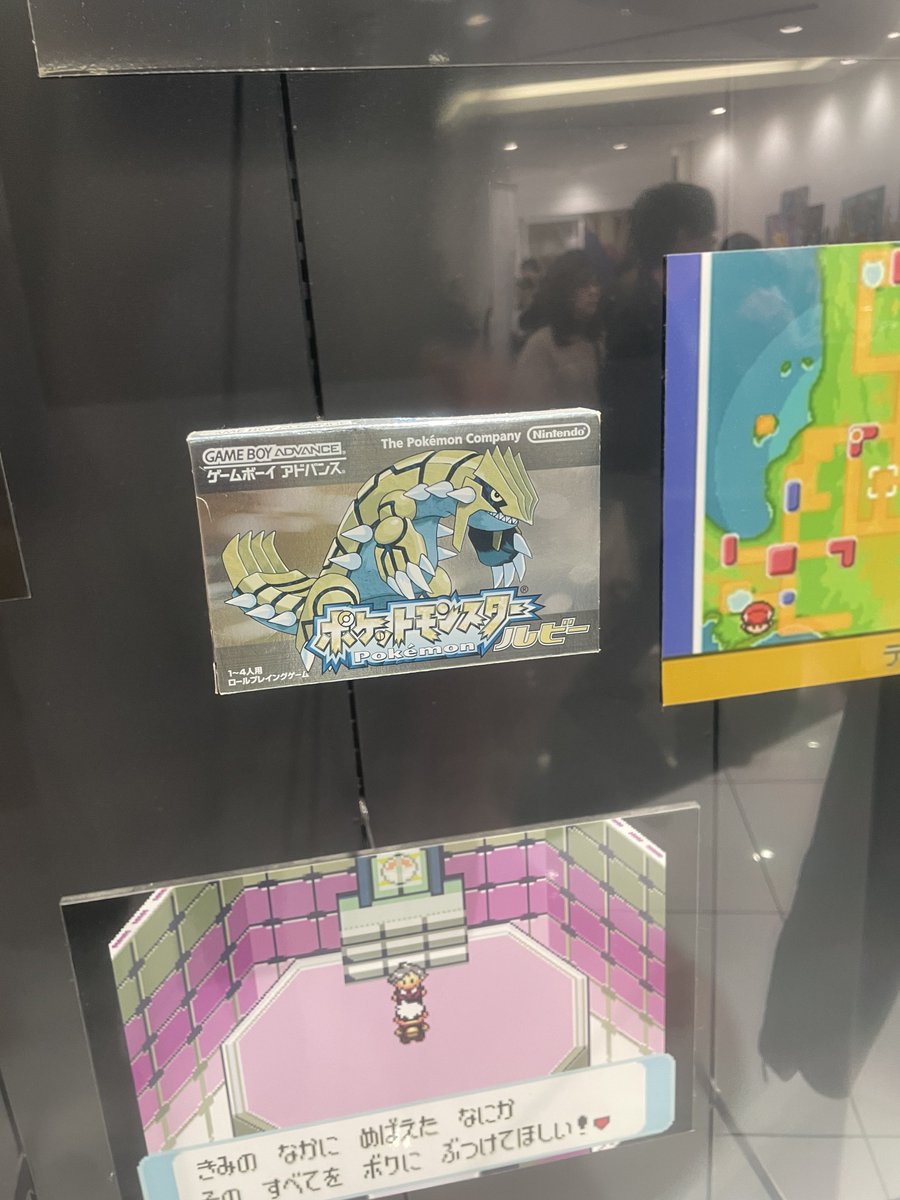 GAME BOY ADVANCE
ゲームボーイ アドバンス
The Pokémon Company
Nintendo
ポケットモンスター
Pokémon
ルビー
1~4人用
ロールプレイングゲーム
きみの なかに めばえた なにか
その すべてを ボクに ぶつけてほしい!